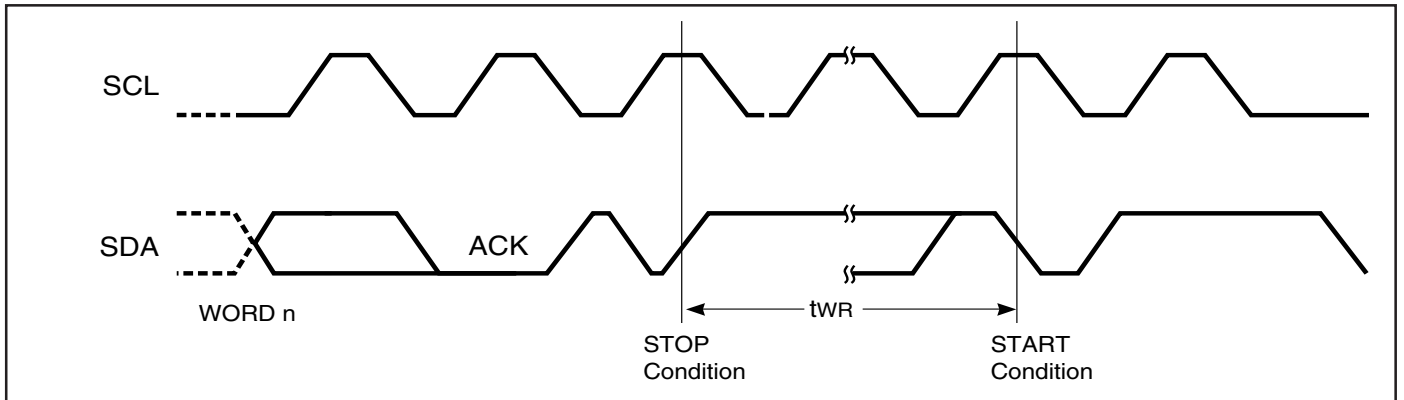 SCL
SDA
ACK
WORD n
tWR
STOP
Condition
START
Condition